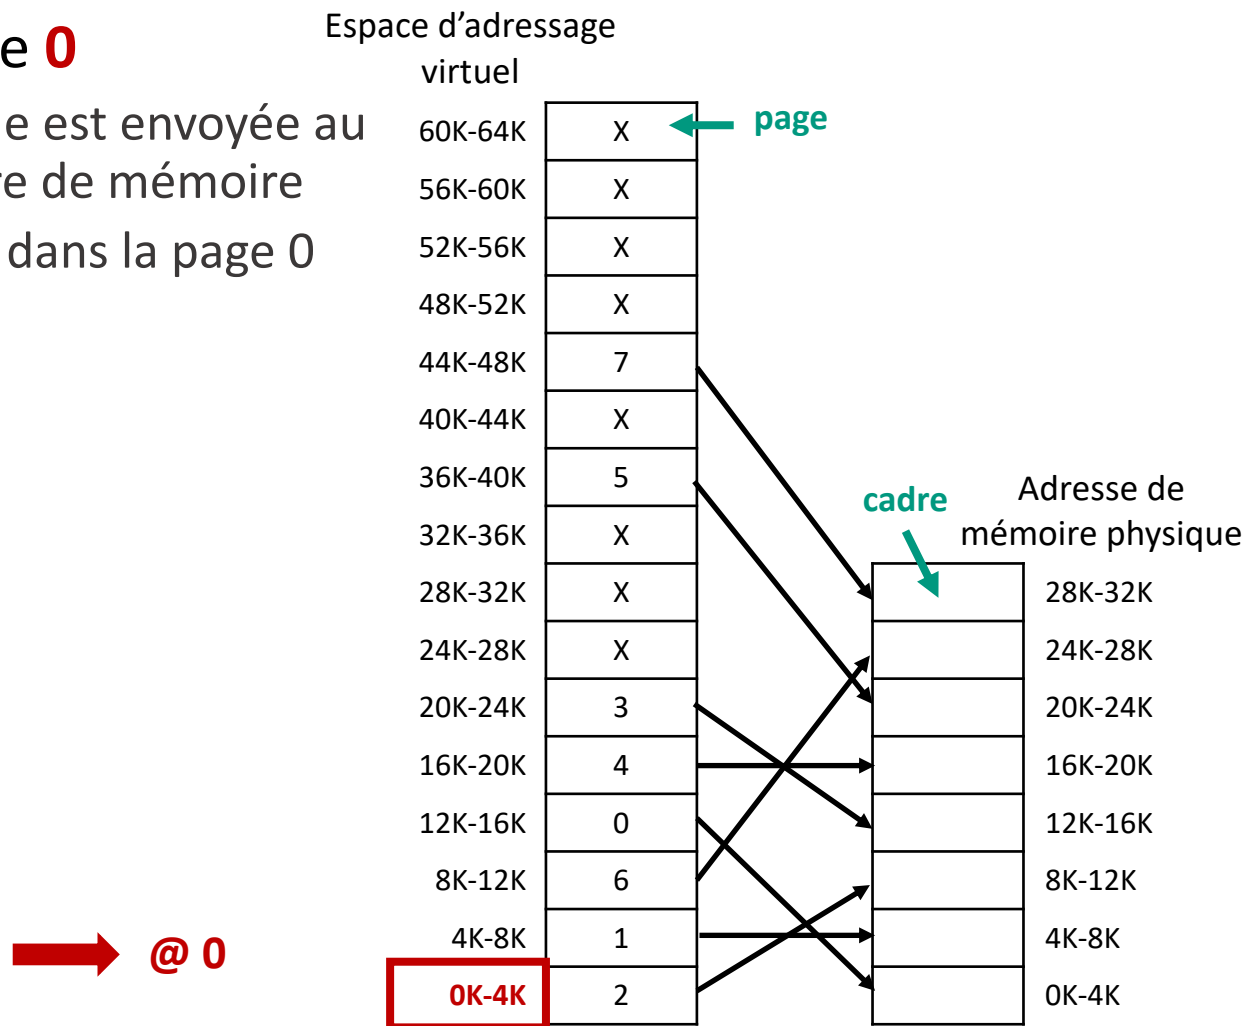 e 0
e est envoyée au
re de mémoire
dans la page 0
Espace d’adressage
virtuel
60K-64K X
page
56K-60K X
52K-56K X
48K-52K X
44K-48K 7
40K-44K X
36K-40K 5
32K-36K X
28K-32K X
24K-28K X
20K-24K 3
16K-20K 4
12K-16K 0
8K-12K 6
4K-8K 1
0K-4K 2
@ 0
cadre
Adresse de
mémoire physique
28K-32K
24K-28K
20K-24K
16K-20K
12K-16K
8K-12K
4K-8K
0K-4K